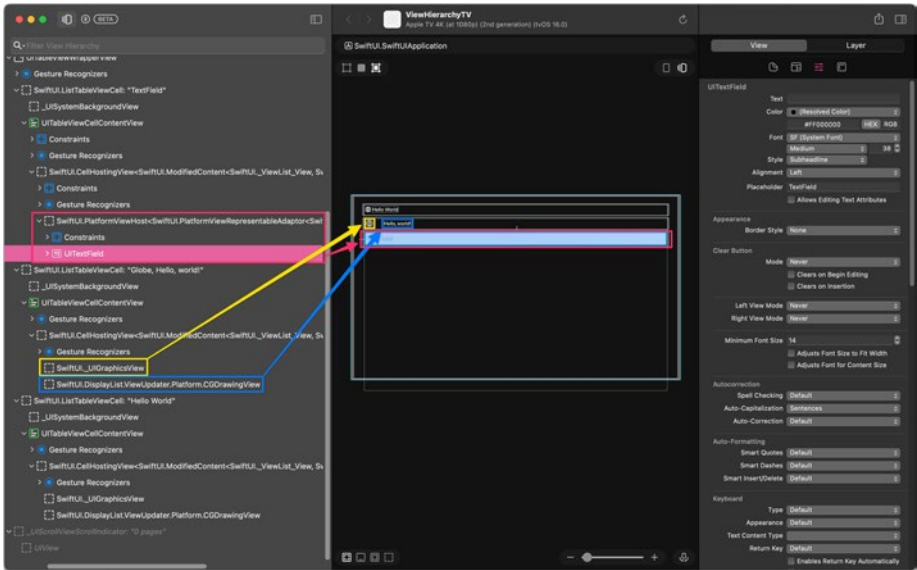 BETA
Filter View Hierarchy
UITableViewWrapperView
Gesture Recognizers
SwiftUI.ListTableViewCell: "TextField"
_UISystemBackgroundView
UITableViewCellContentView
Constraints
Gesture Recognizers
SwiftUI.CellHostingView<SwiftUI.ModifiedContent<SwiftUI._ViewList_View, Sv
Constraints
Gesture Recognizers
SwiftUI.PlatformViewHost<SwiftUI.PlatformViewRepresentableAdaptor<Swif
Constraints
UITextField
SwiftUI.ListTableViewCell: "Globe, Hello, world!"
_UISystemBackgroundView
UITableViewCellContentView
Gesture Recognizers
SwiftUI.CellHostingView<SwiftUI.ModifiedContent<SwiftUI._ViewList_View, Sv
Gesture Recognizers
SwiftUI._UIGraphicsView
SwiftUI.DisplayList.ViewUpdater.Platform.CGDrawingView
SwiftUI.ListTableViewCell: "Hello World"
_UISystemBackgroundView
UITableViewCellContentView
Gesture Recognizers
SwiftUI.CellHostingView<SwiftUI.ModifiedContent<SwiftUI._ViewList_View, Sv
Gesture Recognizers
SwiftUI._UIGraphicsView
SwiftUI.DisplayList.ViewUpdater.Platform.CGDrawingView
_UIScrollViewScrollIndicator: "0 pages"
UIView
ViewHierarchyTV
Apple TV 4K (at 1080p) (2nd generation) (tvOS 16.0)
SwiftUI.SwiftUIApplication
Hello World
Hello, world!
View
Layer
UITextField
Text
Color (Resolved Color)
#FF000000 HEX RGB
Font SF (System Font)
Medium 38
Style Subheadline
Alignment Left
Placeholder TextField
Allows Editing Text Attributes
Appearance
Border Style None
Clear Button
Mode Never
Clears on Begin Editing
Clears on Insertion
Left View Mode Never
Right View Mode Never
Minimum Font Size 14
Adjusts Font Size to Fit Width
Adjusts Font for Content Size
Autocorrection
Spell Checking Default
Auto-Capitalization Sentences
Auto-Correction Default
Auto-Formatting
Smart Quotes Default
Smart Dashes Default
Smart Insert/Delete Default
Keyboard
Type Default
Appearance Default
Text Content Type
Return Key Default
Enables Return Key Automatically